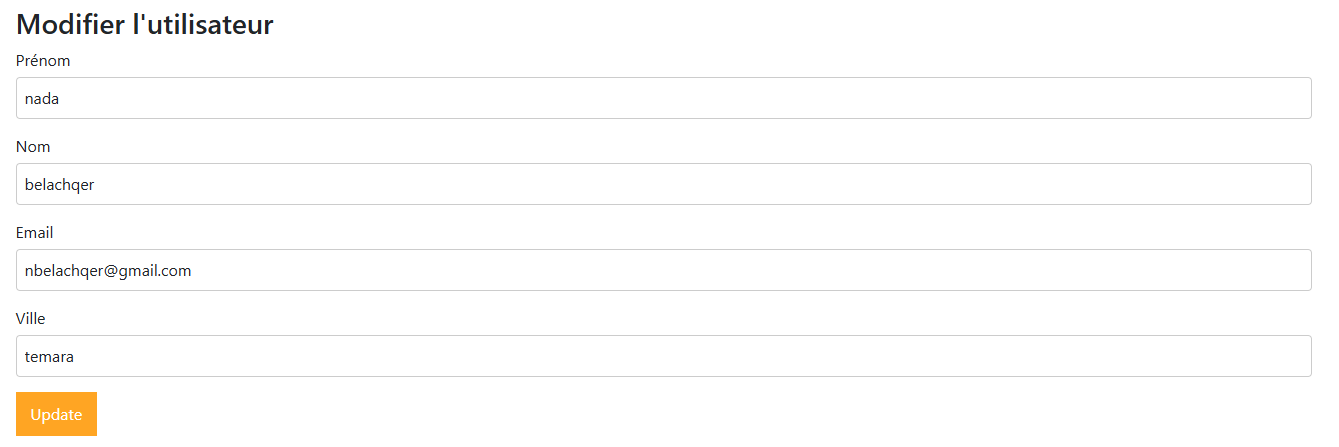 Modifier l'utilisateur
Prénom
nada
Nom
belachqer
Email
nbelachqer@gmail.com
Ville
temara
Update